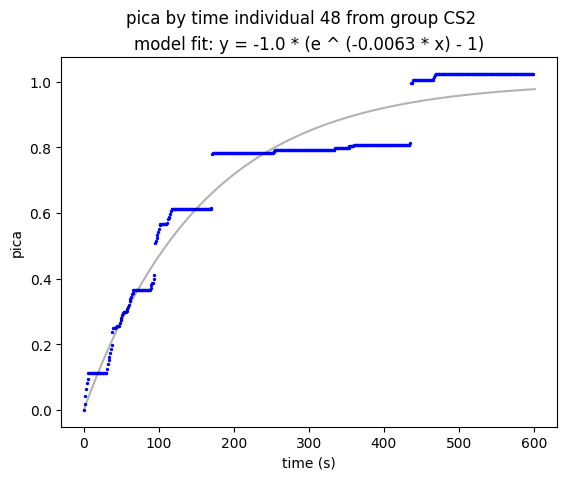 pica by time individual 48 from group CS2
model fit: y = -1.0 * (e ^ (-0.0063 * x) - 1)
1.0
0.8
0.6
0.4
0.2
0.0
pica
0 100 200 300 400 500 600
time (s)